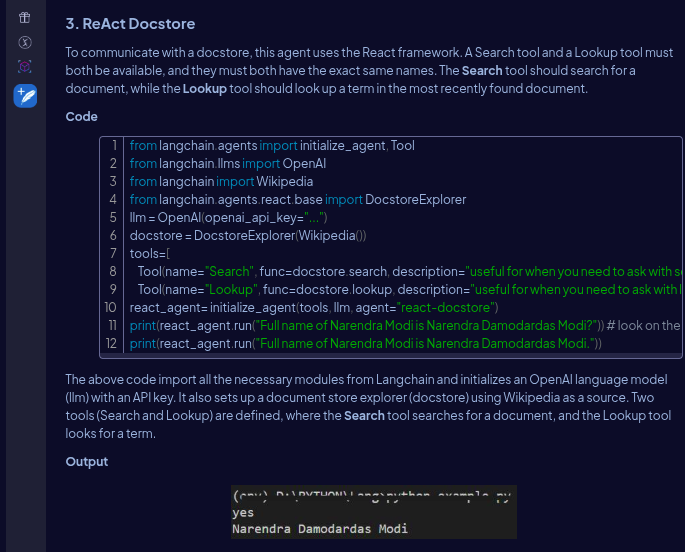 3. ReAct Docstore
To communicate with a docstore, this agent uses the React framework. A Search tool and a Lookup tool must
both be available, and they must both have the exact same names. The Search tool should search for a
document, while the Lookup tool should look up a term in the most recently found document.
Code
1 from langchain.agents import initialize_agent, Tool
2 from langchain.llms import OpenAI
3 from langchain import Wikipedia
4 from langchain.agents.react.base import DocstoreExplorer
5 llm = OpenAI(openai_api_key="...")
6 docstore = DocstoreExplorer(Wikipedia())
7 tools=[
8 Tool(name="Search", func=docstore.search, description="useful for when you need to ask with
9 Tool(name="Lookup", func=docstore.lookup, description="useful for when you need to ask with
10 react_agent= initialize_agent(tools, llm, agent="react-docstore")
11 print(react_agent.run("Full name of Narendra Modi is Narendra Damodardas Modi?")) # look on the
12 print(react_agent.run("Full name of Narendra Modi is Narendra Damodardas Modi."))
The above code import all the necessary modules from Langchain and initializes an OpenAI language model
(llm) with an API key. It also sets up a document store explorer (docstore) using Wikipedia as a source. Two
tools (Search and Lookup) are defined, where the Search tool searches for a document, and the Lookup tool
looks for a term.
Output
D:\PYTHON\Lang>python example.py
yes
Narendra Damodardas Modi